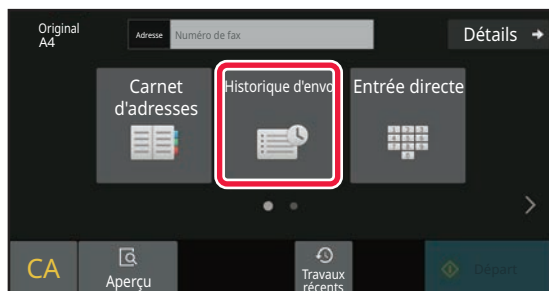 Original
A4
Adresse
Numéro de fax
Détails
Carnet
d'adresses
Historique d'envo
Entrée directe
CA
Aperçu
Travaux
récents
Départ